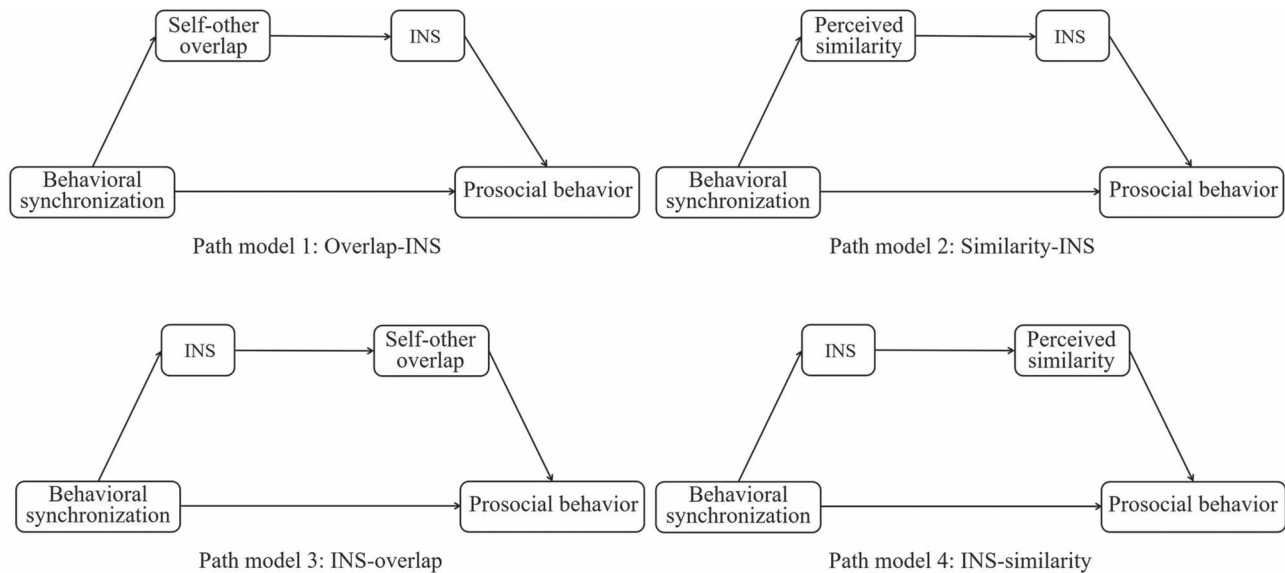 Self-other
overlap
INS
Behavioral
synchronization
Prosocial behavior
Path model 1: Overlap-INS
Perceived
similarity
INS
Behavioral
synchronization
Prosocial behavior
Path model 2: Similarity-INS
INS
Self-other
overlap
Behavioral
synchronization
Prosocial behavior
Path model 3: INS-overlap
INS
Perceived
similarity
Behavioral
synchronization
Prosocial behavior
Path model 4: INS-similarity